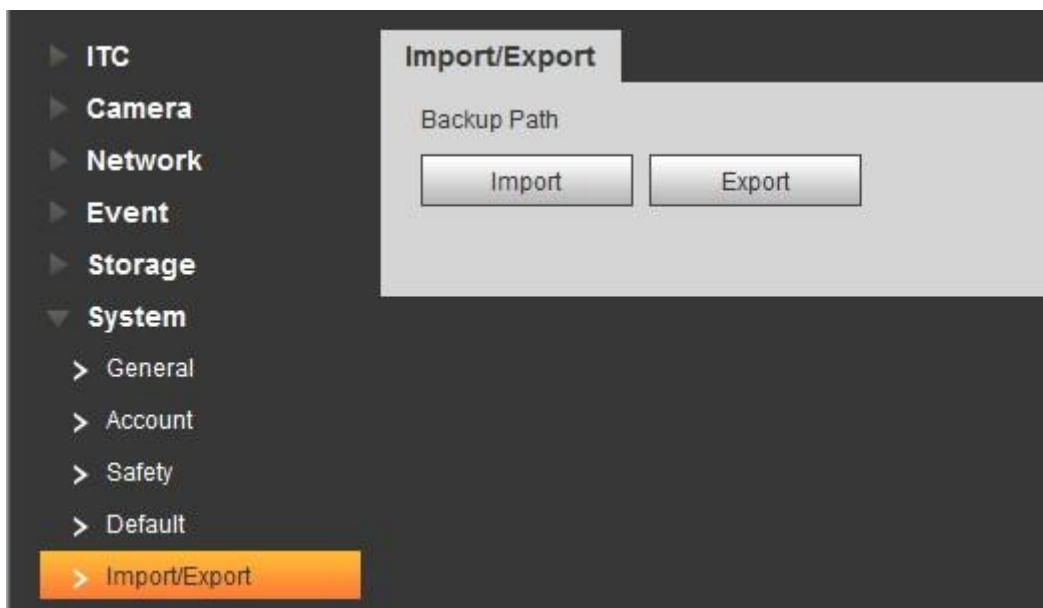 ITC
Camera
Network
Event
Storage
System
General
Account
Safety
Default
Import/Export
Import/Export
Backup Path
Import
Export